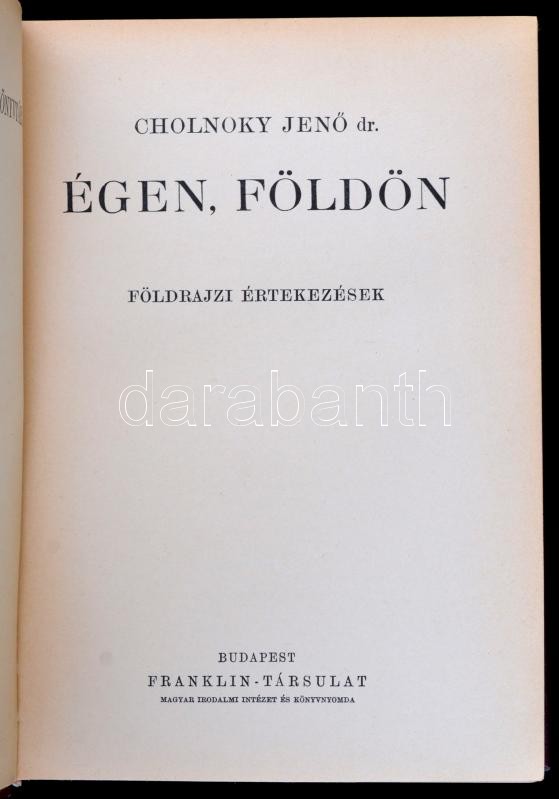 CHOLNOKY JENŐ dr.
ÉGEN, FÖLDÖN
FÖLDRAJZI ÉRTEKEZÉSEK
darabanth
BUDAPEST
FRANKLIN-TÁRSULAT
MAGYAR IRODALMI INTÉZET ÉS KÖNYVNYOMDA